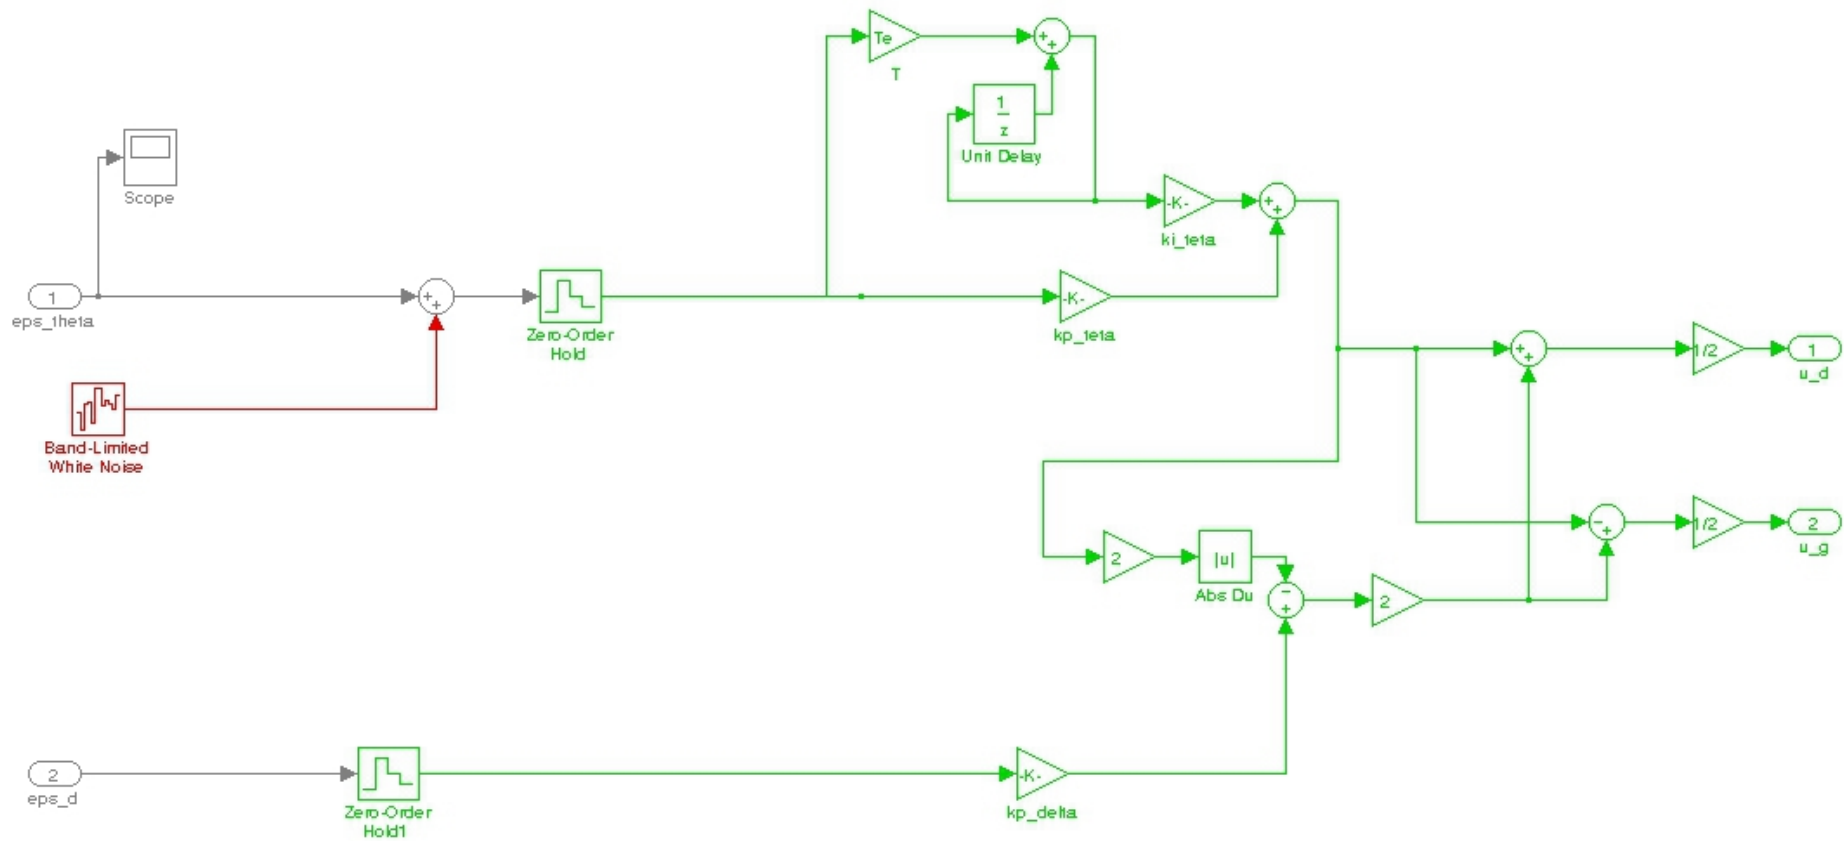 Te
+
+
T
1
z
Unit Delay
Scope
-K-
+
+
ki_teta
1
eps_theta
+
+
Zero-Order
Hold
-K-
kp_teta
+
+
1/2
1
u_d
Band-Limited
White Noise
2
|u|
Abs Du
-
+
2
-
+
1/2
2
u_g
2
eps_d
Zero-Order
Hold1
-K-
kp_delta